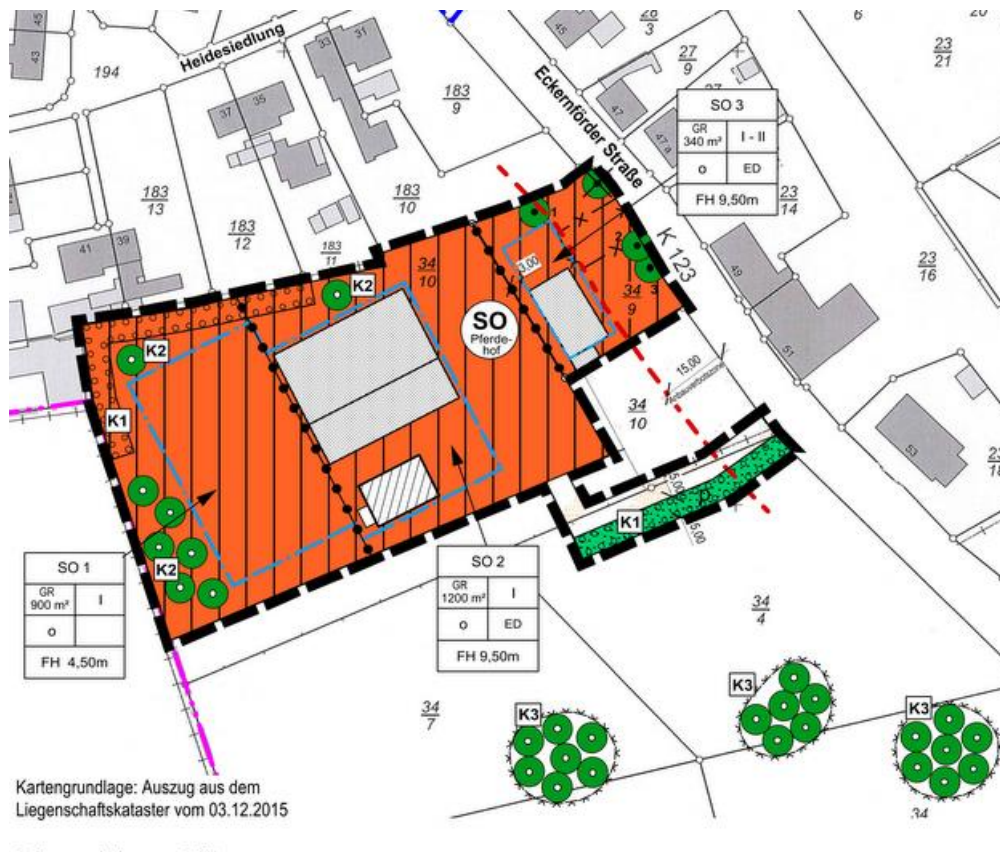 45
43
194
Heidesiedlung
33
31
37
35
183
9
45
28
3
6
20
27
9
23
21
Eckernförder Straße
47
47 a
SO 3
GR
340 m²
I - II
o
ED
FH 9,50m
183
13
183
12
183
11
183
10
41
39
K2
34
10
1
2
3
3,00
34
9
K 123
23
14
23
16
49
51
SO
Pferde-
hof
K2
K1
15,00
Anbauverbotszone
34
10
53
5,00
K1
5,00
K2
SO 1
GR
900 m²
I
o
FH 4,50m
SO 2
GR
1200 m²
I
o
ED
FH 9,50m
34
4
34
7
K3
K3
K3
34
Kartengrundlage: Auszug aus dem
Liegenschaftskataster vom 03.12.2015